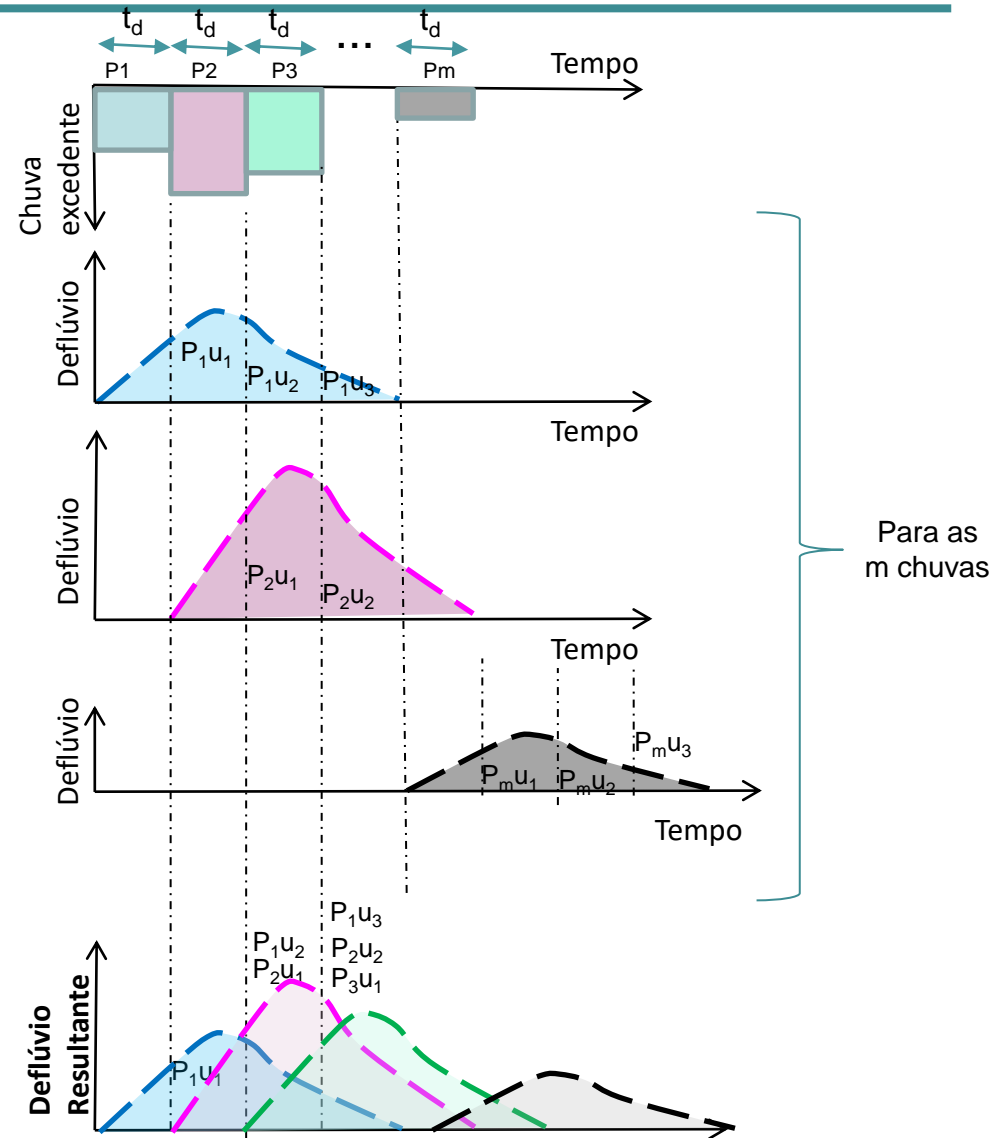 t_d t_d t_d ... t_d
P1 P2 P3 Pm Tempo
Chuva
excedente
Deflúvio
P₁u₁
P₁u₂ P₁u₃
Tempo
Deflúvio
P₂u₁
P₂u₂
Tempo
Para as
m chuvas
Deflúvio
Pₘu₃
Pₘu₁ Pₘu₂
Tempo
Deflúvio
Resultante
P₁u₃
P₁u₂ P₂u₂
P₂u₁ P₃u₁
P₁u₁